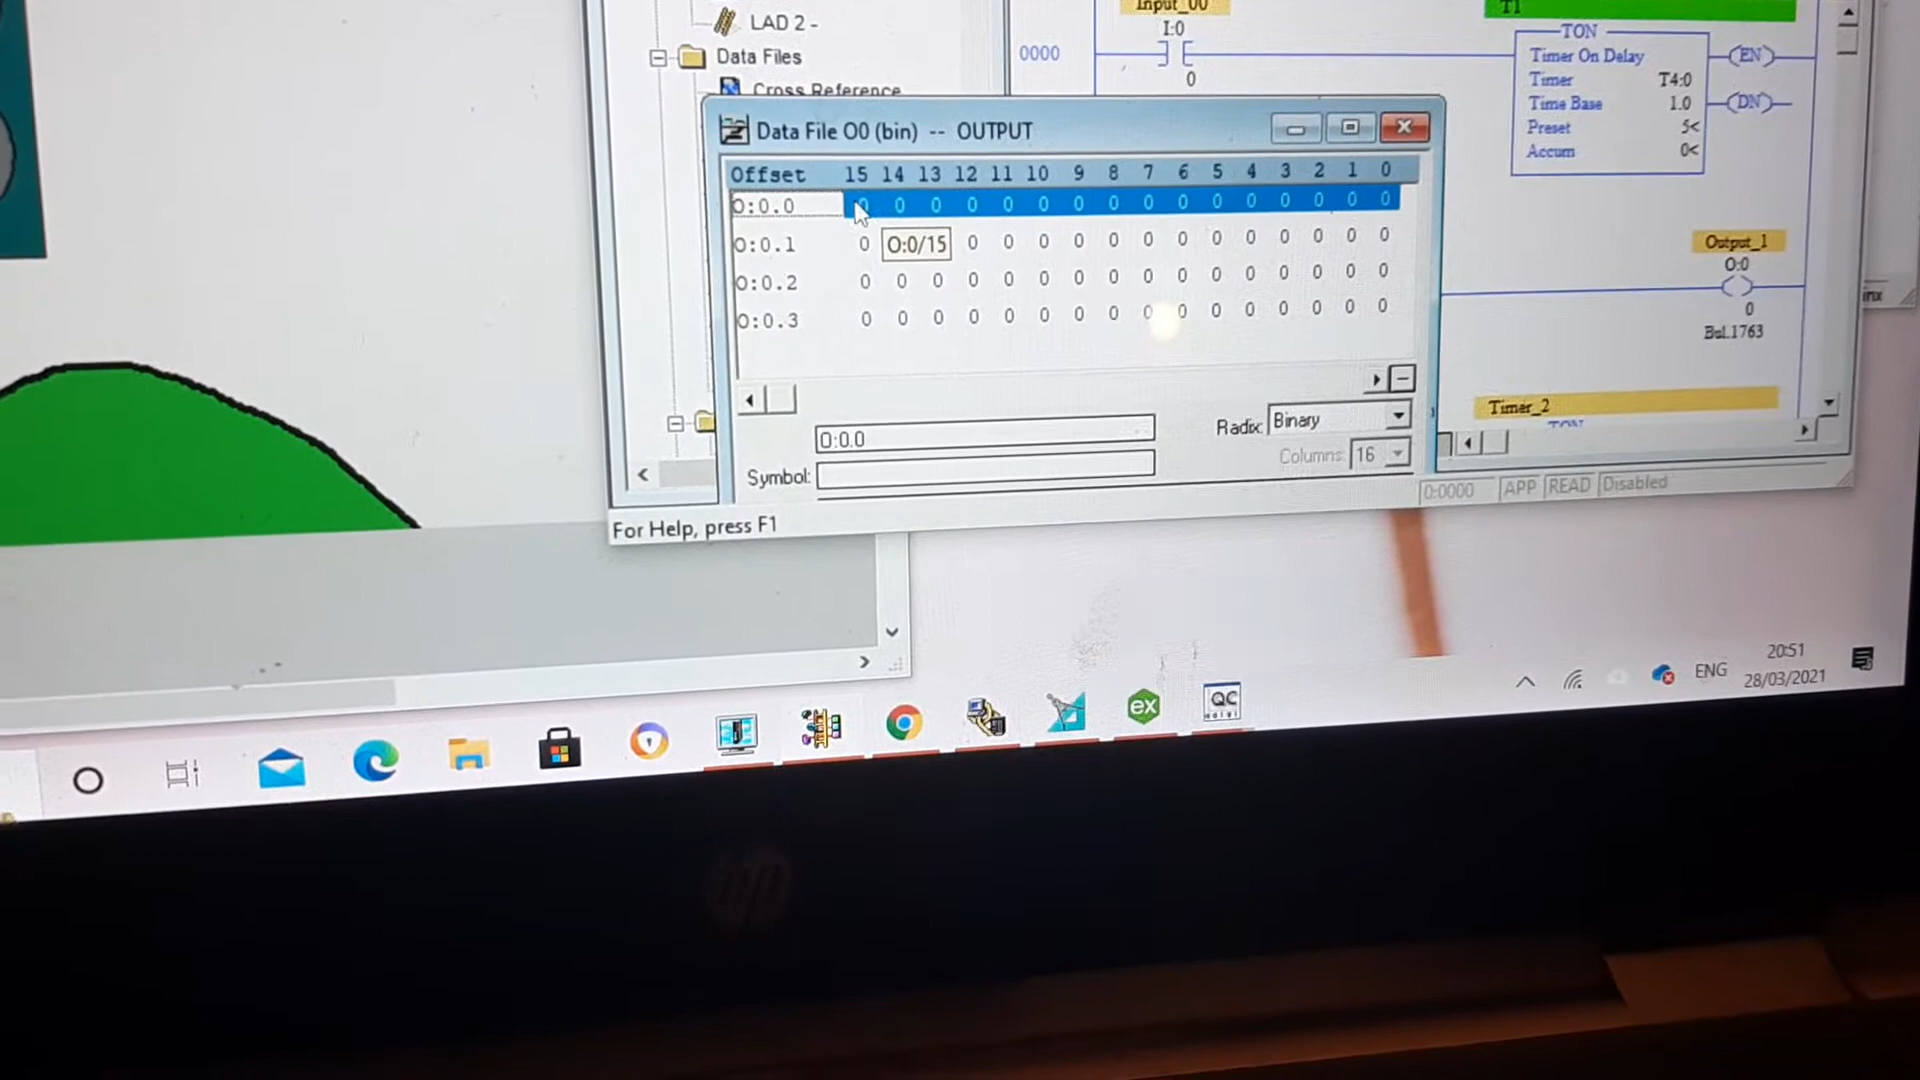 LAD 2 -
Data Files
Cross Reference
Input_00
I:0
0000
0
T1
TON
Timer On Delay
Timer T4:0
Time Base 1.0
Preset 5<
Accum 0<
EN
DN
Data File O0 (bin) -- OUTPUT
Offset 15 14 13 12 11 10 9 8 7 6 5 4 3 2 1 0
O:0.0 0 0 0 0 0 0 0 0 0 0 0 0 0 0 0 0
O:0.1 0 O:0/15 0 0 0 0 0 0 0 0 0 0 0 0 0
O:0.2 0 0 0 0 0 0 0 0 0 0 0 0 0 0 0 0
O:0.3 0 0 0 0 0 0 0 0 0 0 0 0 0 0 0 0
O:0.0
Radix: Binary
Symbol:
Columns: 16
Output_1
O:0
0
Bul.1763
Timer_2
TON
0:0000 APP READ Disabled
For Help, press F1
ex
QC
ENG
20:51
28/03/2021
hp